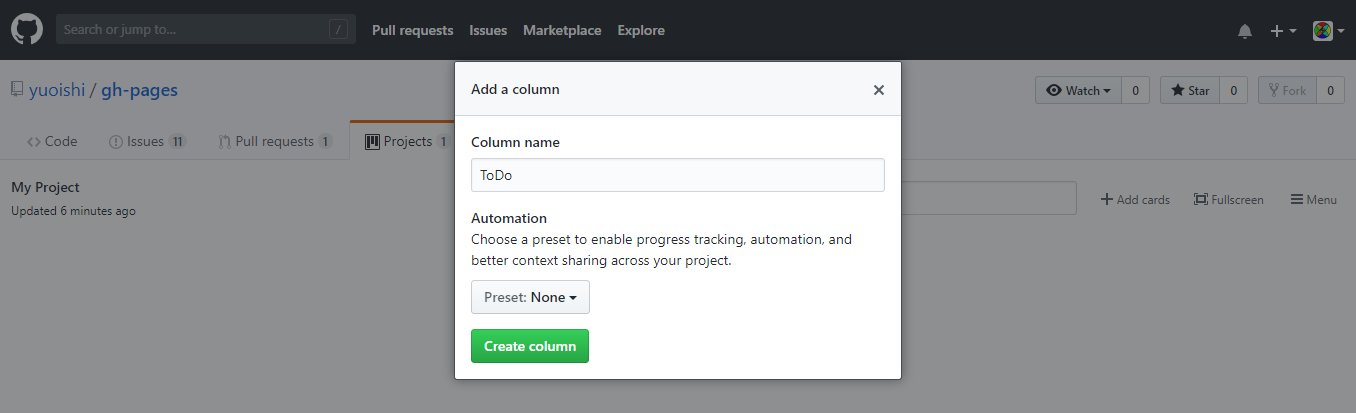 Search or jump to... /
Pull requests Issues Marketplace Explore
yuoishi / gh-pages
Watch 0 Star 0 Fork 0
Code Issues 11 Pull requests 1 Projects 1
My Project
Updated 6 minutes ago
Add cards Fullscreen Menu
Add a column
Column name
ToDo
Automation
Choose a preset to enable progress tracking, automation, and
better context sharing across your project.
Preset: None
Create column